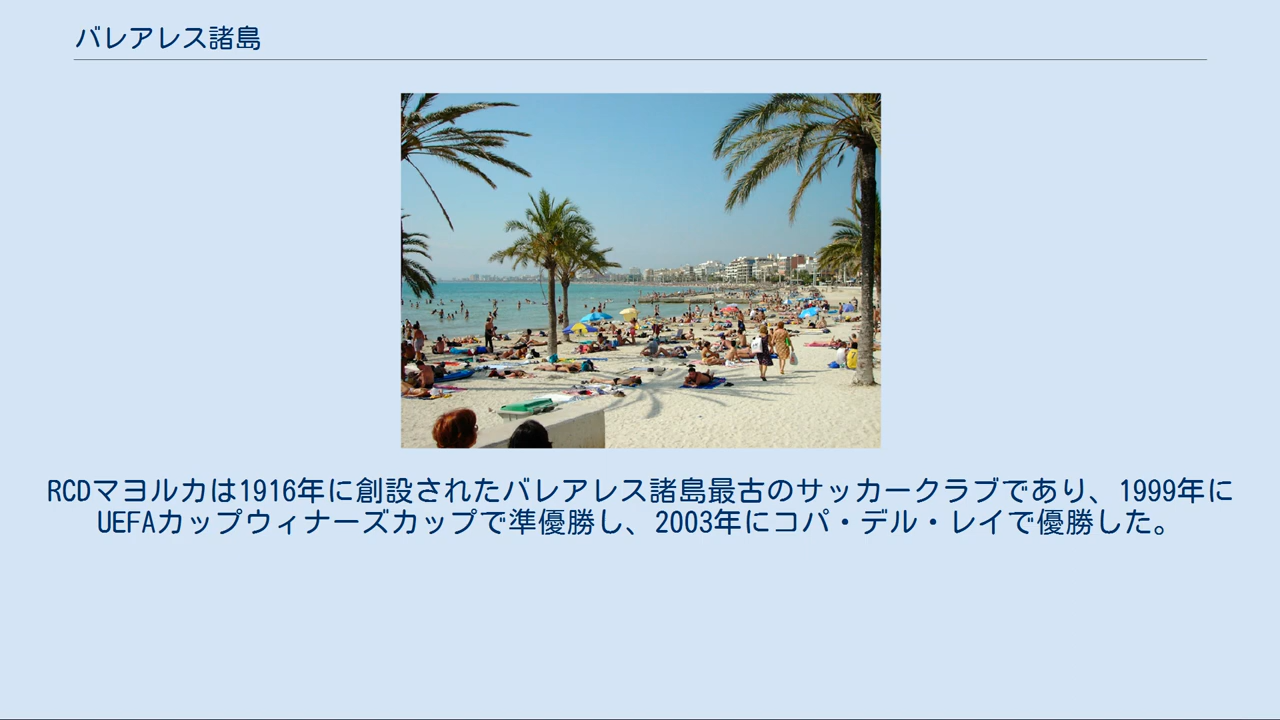 バレアレス諸島
RCDマヨルカは1916年に創設されたバレアレス諸島最古のサッカークラブであり、1999年に
UEFAカップウィナーズカップで準優勝し、2003年にコパ・デル・レイで優勝した。